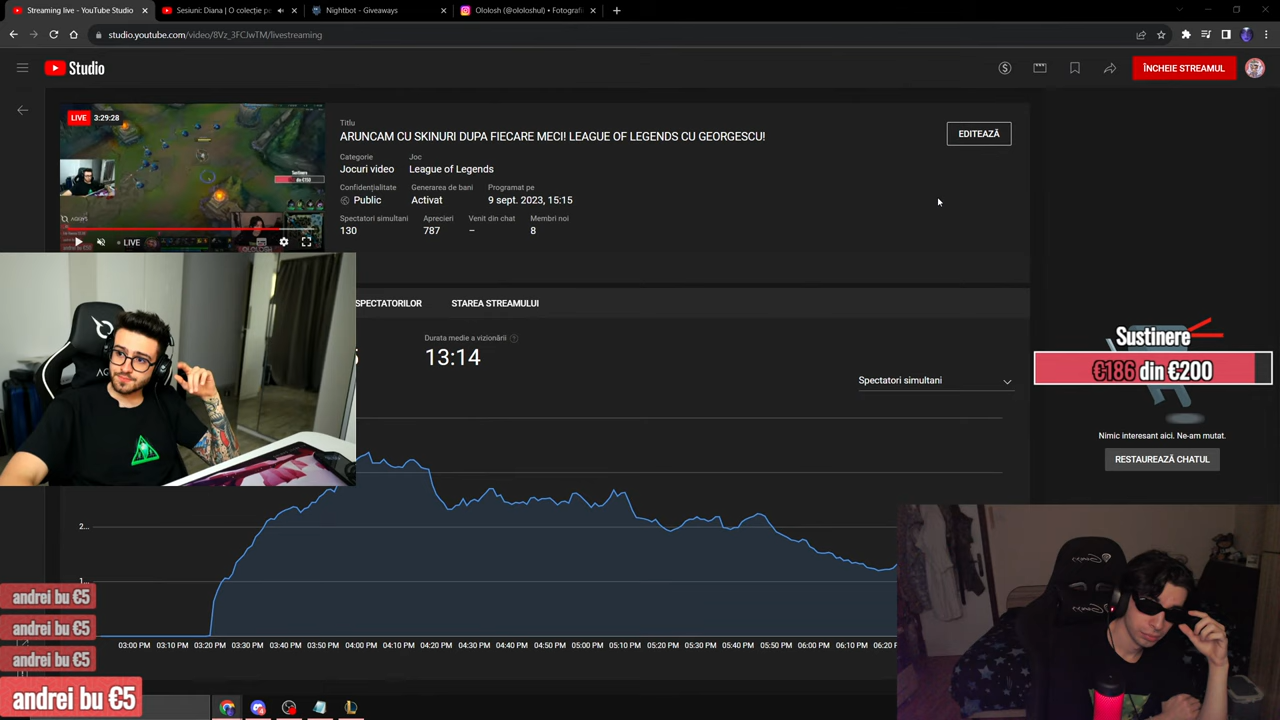 Streaming live - YouTube Studio
Sesiuni: Diana | O colecție pe
Nightbot - Giveaways
Ololosh (@ololoshul) • Fotografi
studio.youtube.com/video/8Vz_3FCJwTM/livestreaming
Studio
ÎNCHEIE STREAMUL
LIVE 3:29:28
Titlu
ARUNCAM CU SKINURI DUPA FIECARE MECI! LEAGUE OF LEGENDS CU GEORGESCU!
EDITEAZĂ
Categorie Joc
Jocuri video League of Legends
Confidențialitate Generarea de bani Programat pe
Public Activat 9 sept. 2023, 15:15
Spectatori simultani Aprecieri Venit din chat Membri noi
130 787 – 8
LIVE
SPECTATORILOR STAREA STREAMULUI
Durata medie a vizionării
13:14
Spectatori simultani
Sustinere
€186 din €200
Nimic interesant aici. Ne-am mutat.
RESTAUREAZĂ CHATUL
2...
1...
03:00 PM 03:10 PM 03:20 PM 03:30 PM 03:40 PM 03:50 PM 04:00 PM 04:10 PM 04:20 PM 04:30 PM 04:40 PM 04:50 PM 05:00 PM 05:10 PM 05:20 PM 05:30 PM 05:40 PM 05:50 PM 06:00 PM 06:10 PM 06:20
andrei bu €5
andrei bu €5
andrei bu €5
andrei bu €5